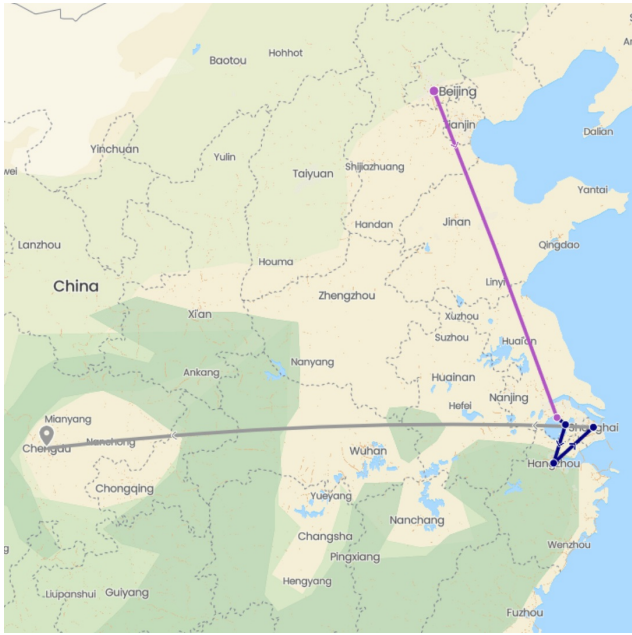 Hohhot
Baotou
Beijing
Tianjin
Dalian
Yinchuan
Yulin
Shijiazhuang
Taiyuan
wei
Yantai
Handan
Jinan
Lanzhou
Qingdao
Houma
China
Linyi
Zhengzhou
Xi'an
Xuzhou
Suzhou
Huai'an
Nanyang
Ankang
Huainan
Nanjing
Hefei
Mianyang
Shanghai
Nanchong
Chengdu
Wuhan
Hangzhou
Chongqing
Yueyang
Nanchang
Changsha
Wenzhou
Pingxiang
Hengyang
Liupanshui
Guiyang
Fuzhou